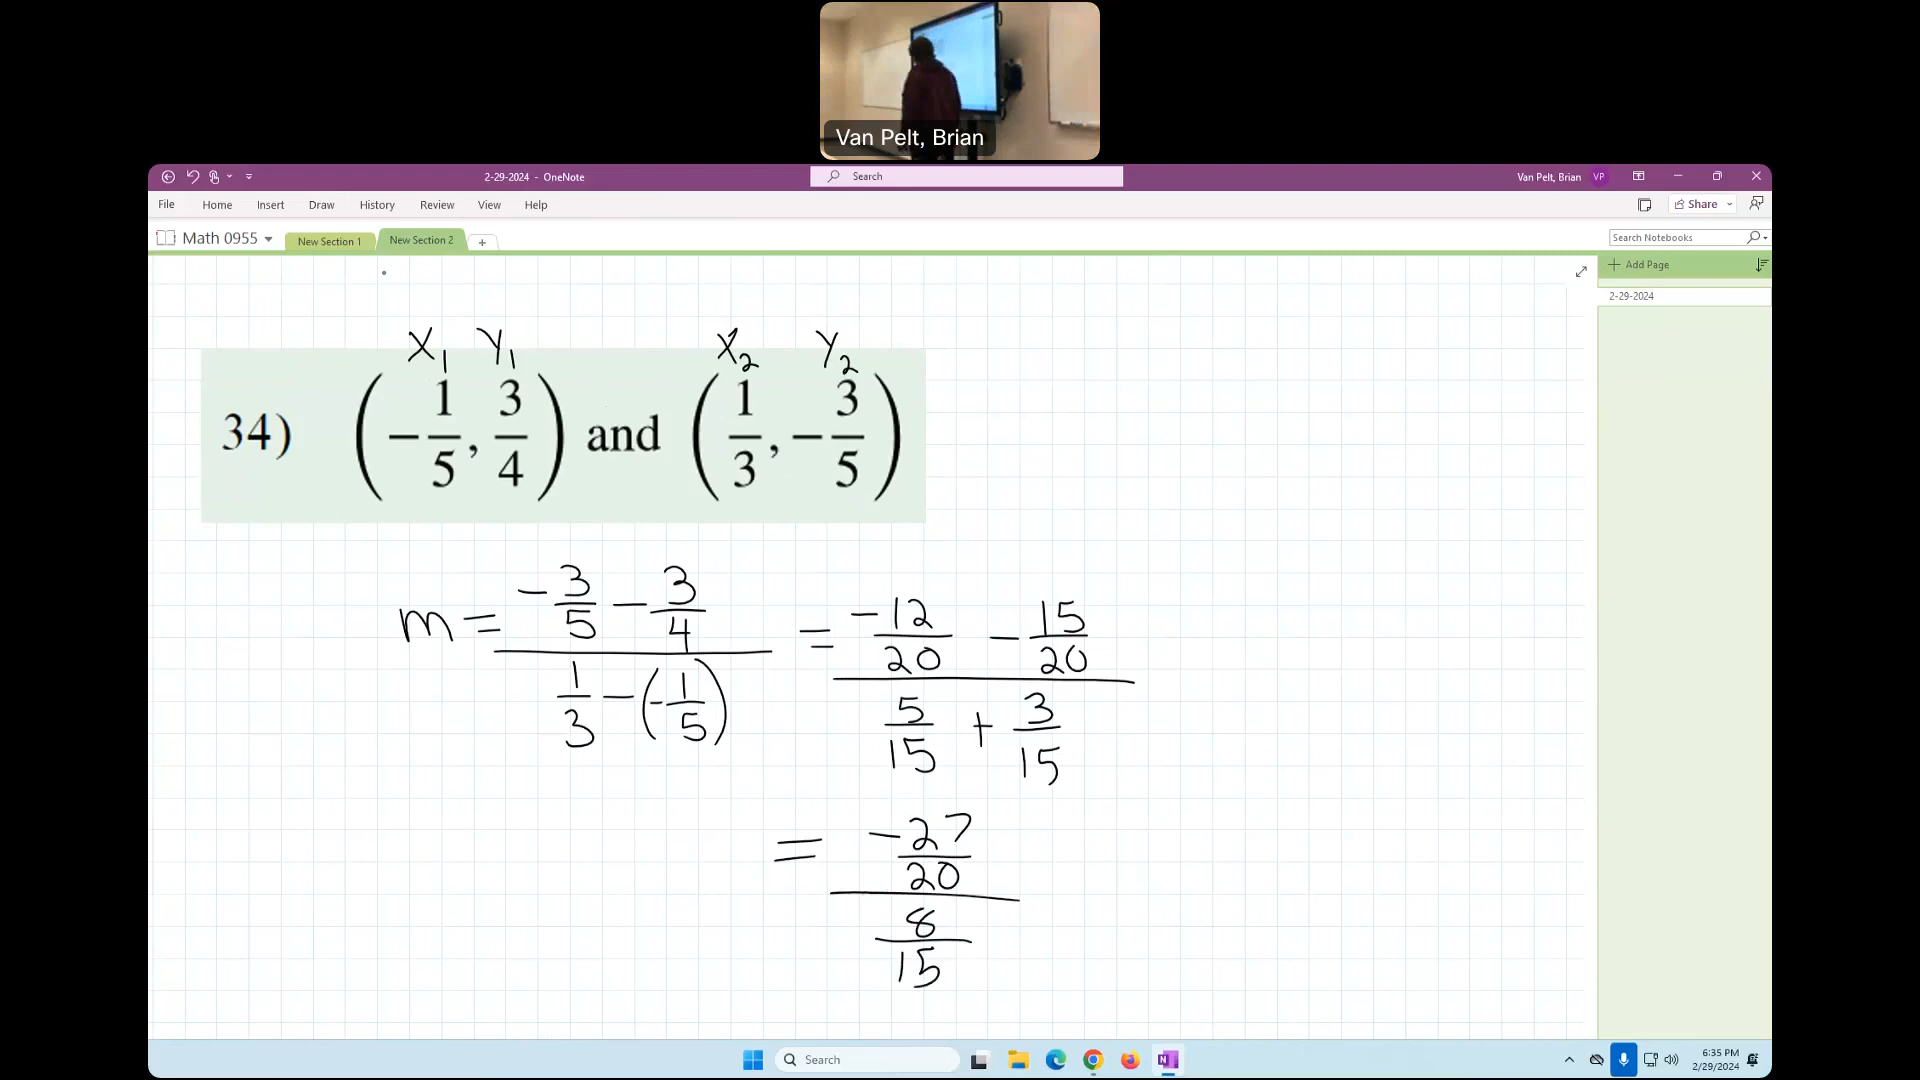 Van Pelt, Brian
2-29-2024 - OneNote
Search
Van Pelt, Brian VP
File Home Insert Draw History Review View Help
Share
Math 0955 New Section 1 New Section 2 +
Search Notebooks
Add Page
2-29-2024
X₁ Y₁ X₂ Y₂
34) (-1/5, 3/4) and (1/3, -3/5)
m = (-3/5 - 3/4)/(1/3 - (-1/5)) = (-12/20 - 15/20)/(5/15 + 3/15)
= (-27/20)/(8/15)
Search
6:35 PM
2/29/2024